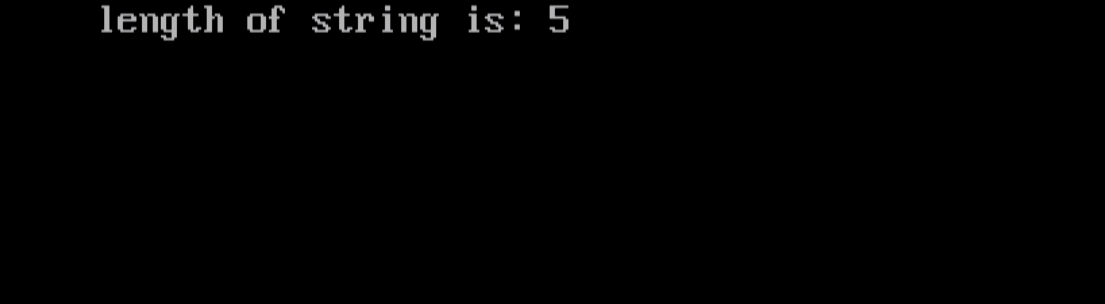 length of string is: 5